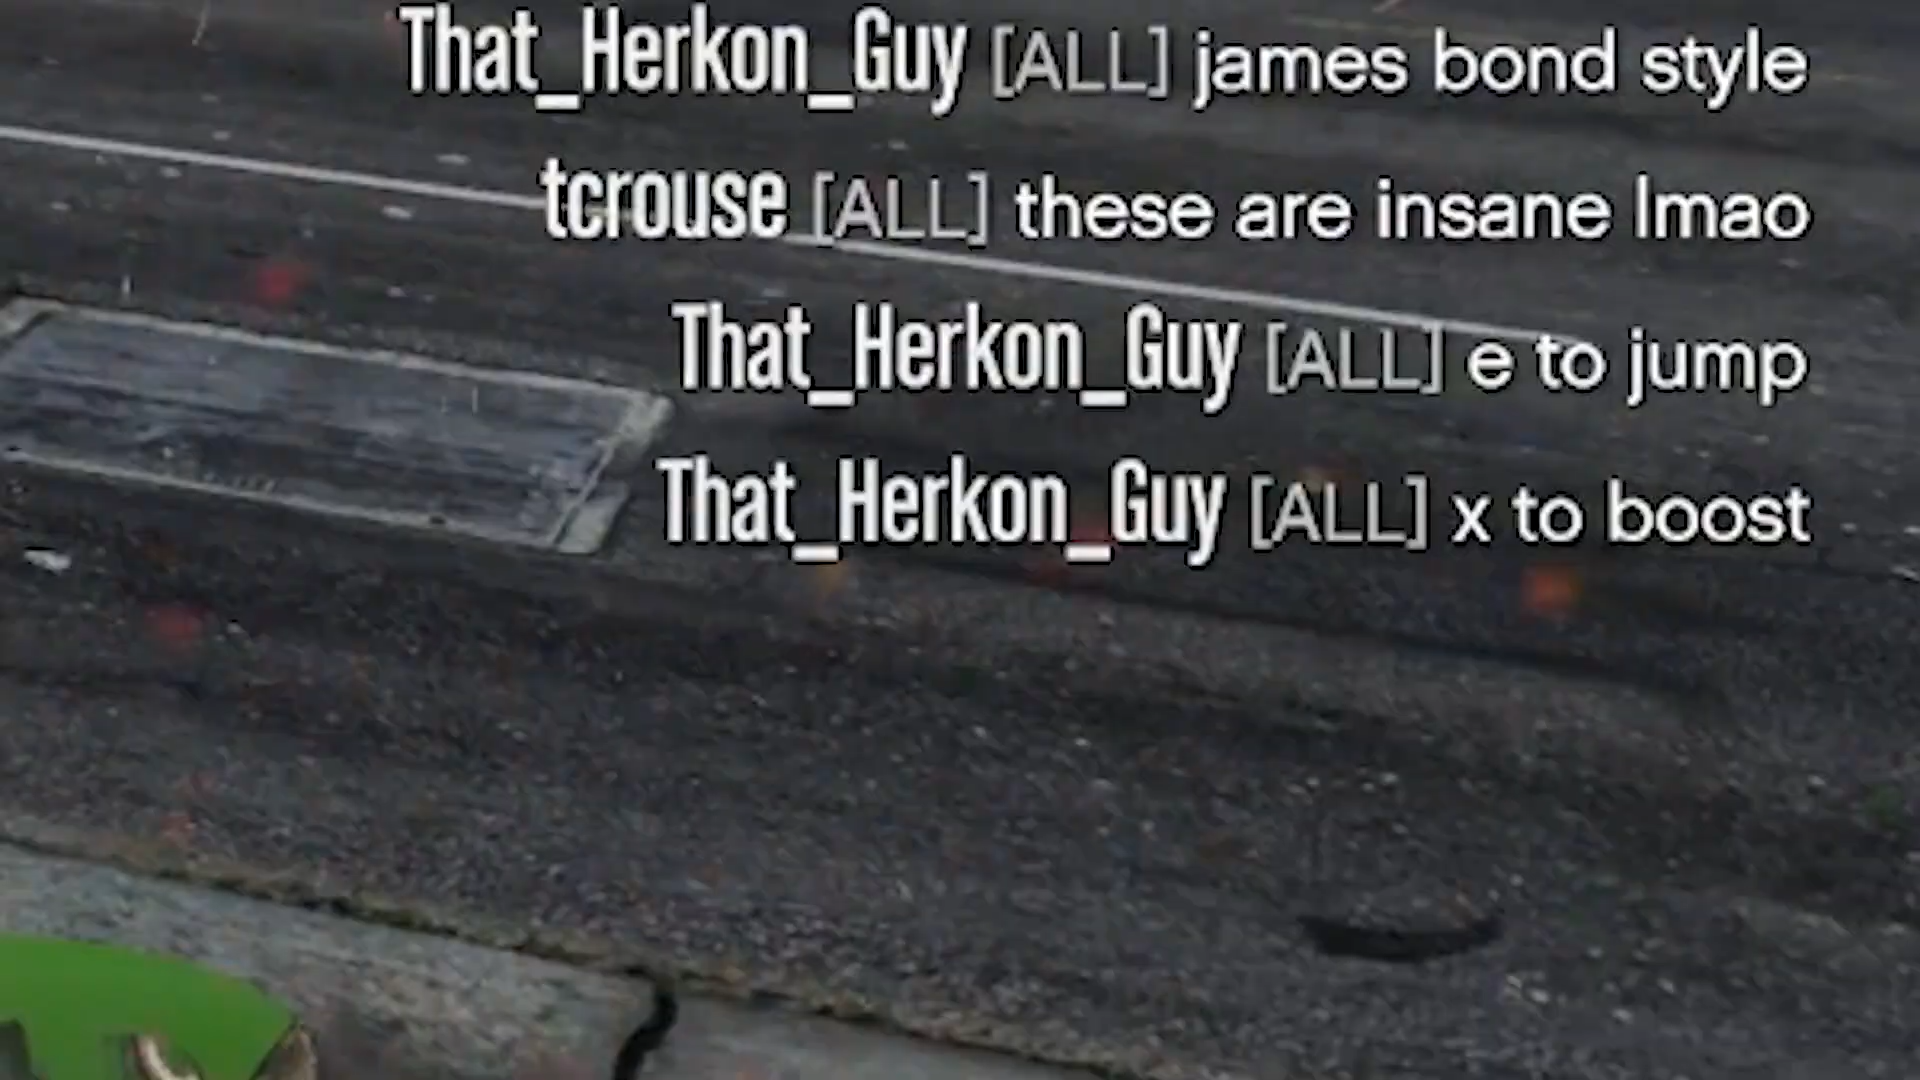 That_Herkon_Guy [ALL] james bond style
tcrouse [ALL] these are insane lmao
That_Herkon_Guy [ALL] e to jump
That_Herkon_Guy [ALL] x to boost